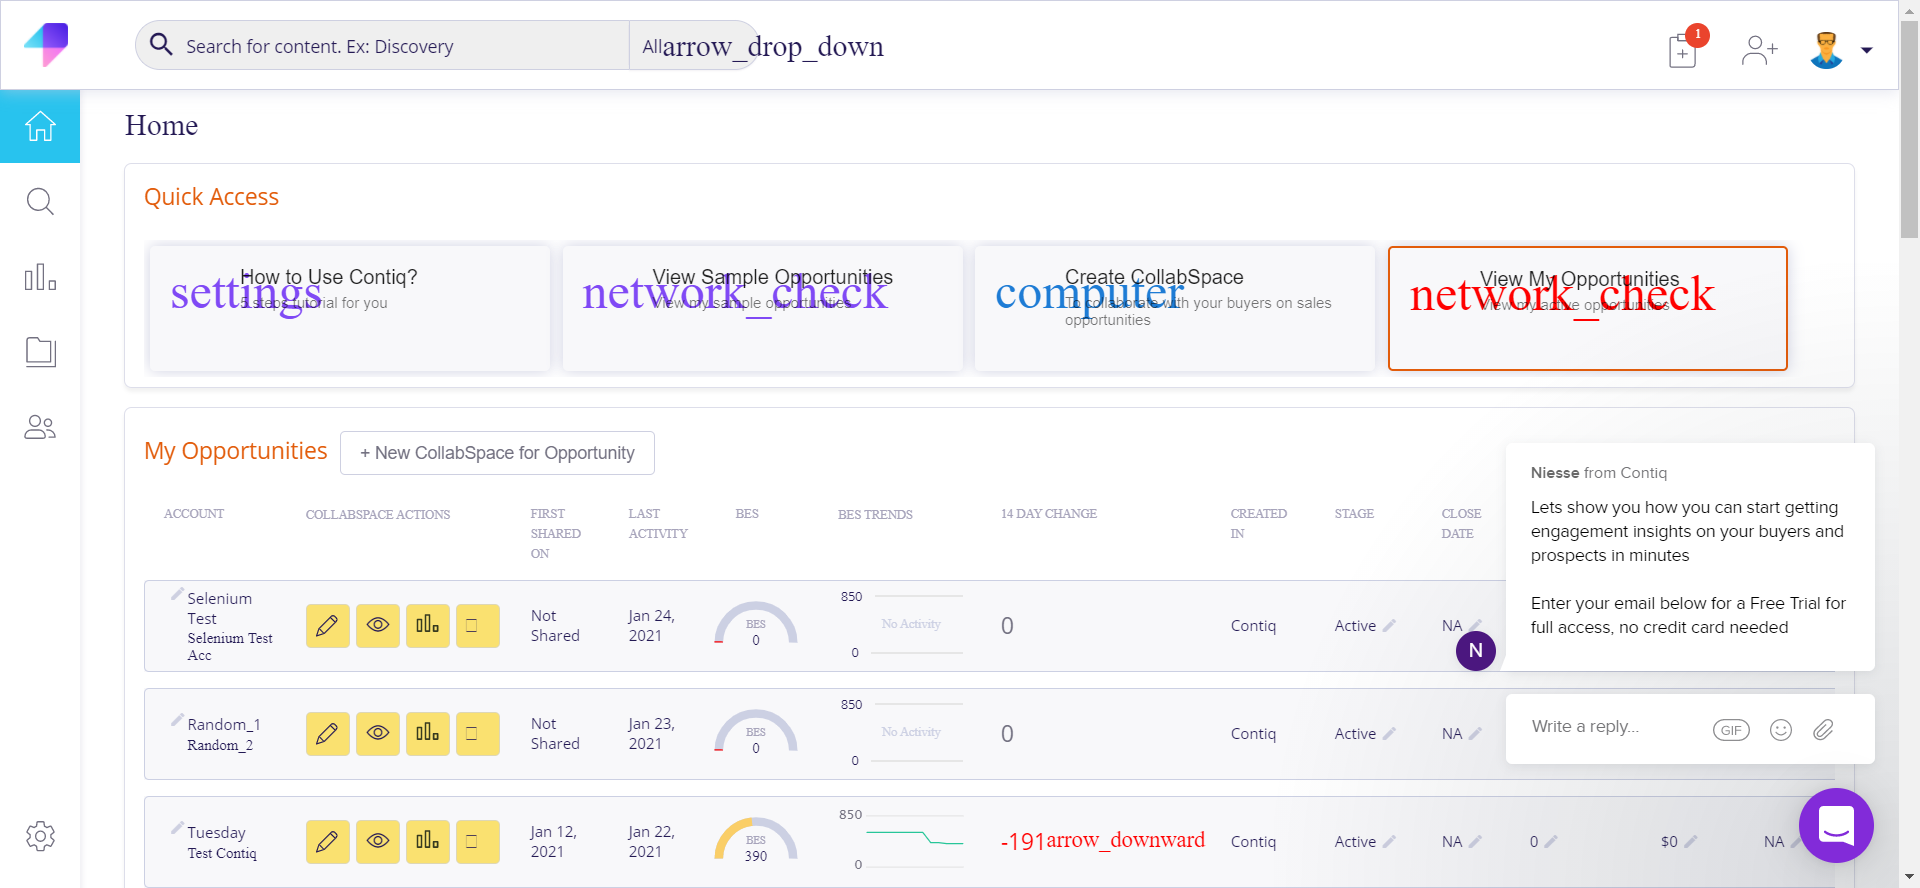 Search for content. Ex: Discovery
Allarrow_drop_down
1
Home
Quick Access
settings
How to Use Contiq?
5 steps tutorial for you
network_check
View Sample Opportunities
View my sample opportunities
computer
Create CollabSpace
To collaborate with your buyers on sales
opportunities
network_check
View My Opportunities
View my active opportunities
My Opportunities
+ New CollabSpace for Opportunity
ACCOUNT
COLLABSPACE ACTIONS
FIRST
SHARED
ON
LAST
ACTIVITY
BES
BES TRENDS
14 DAY CHANGE
CREATED
IN
STAGE
CLOSE
DATE
Selenium
Test
Selenium Test
Acc
Not
Shared
Jan 24,
2021
BES
0
850
No Activity
0
0
Contiq
Active
NA
Random_1
Random_2
Not
Shared
Jan 23,
2021
BES
0
850
No Activity
0
0
Contiq
Active
NA
Tuesday
Test Contiq
Jan 12,
2021
Jan 22,
2021
BES
390
850
0
-191arrow_downward
Contiq
Active
NA
0
$0
NA
Niesse from Contiq
Lets show you how you can start getting
engagement insights on your buyers and
prospects in minutes
Enter your email below for a Free Trial for
full access, no credit card needed
N
Write a reply...
GIF